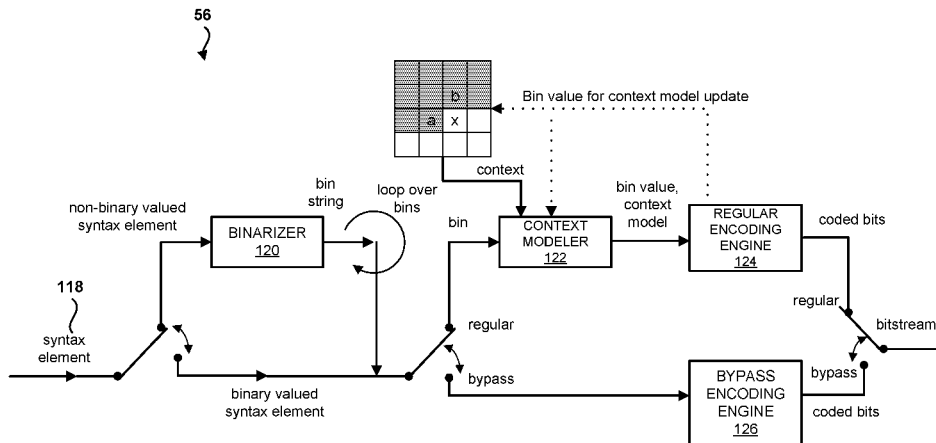 56
b
a
x
Bin value for context model update
context
bin
string
loop over
bins
bin value,
context
model
non-binary valued
syntax element
BINARIZER
120
bin
CONTEXT
MODELER
122
REGULAR
ENCODING
ENGINE
124
coded bits
118
syntax
element
regular
regular
bitstream
binary valued
syntax element
bypass
BYPASS
ENCODING
ENGINE
126
bypass
coded bits